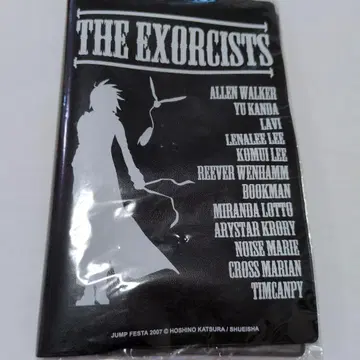 THE EXORCISTS
ALLEN WALKER
YU KANDA
LAVI
LENALEE LEE
KOMUI LEE
REEVER WENHAMM
BOOKMAN
MIRANDA LOTTO
ARYSTAR KRORY
NOISE MARIE
CROSS MARIAN
TIMCANPY
JUMP FESTA 2007 © HOSHINO KATSURA / SHUEISHA